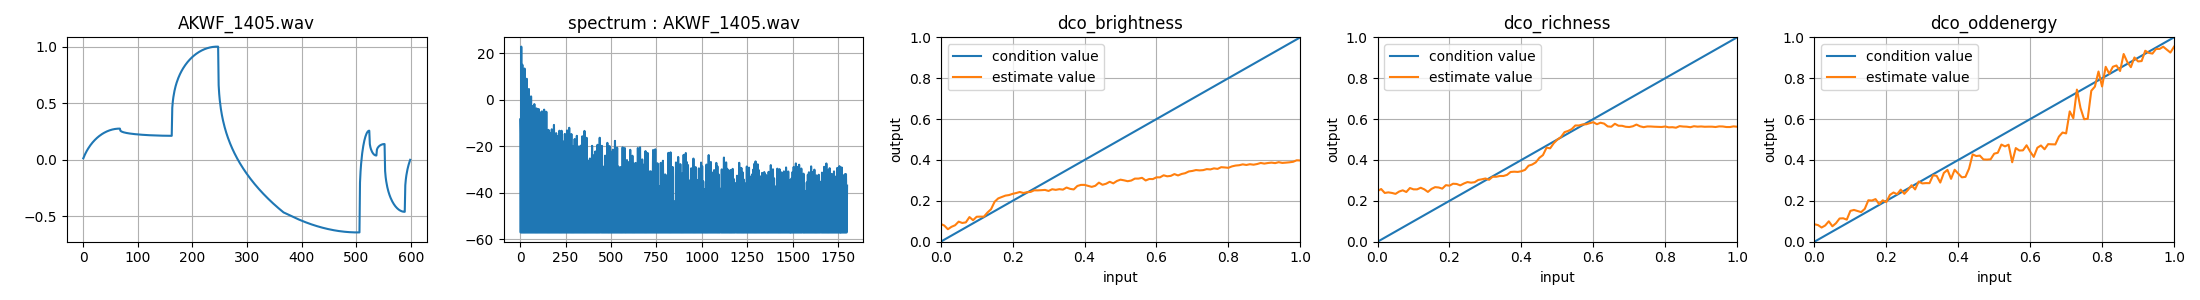 AKWF_1405.wav
1.0
0.5
0.0
−0.5
0 100 200 300 400 500 600
spectrum : AKWF_1405.wav
20
0
−20
−40
−60
0 250 500 750 1000 1250 1500 1750
dco_brightness
condition value
estimate value
output
1.0
0.8
0.6
0.4
0.2
0.0
0.0 0.2 0.4 0.6 0.8 1.0
input
dco_richness
condition value
estimate value
output
1.0
0.8
0.6
0.4
0.2
0.0
0.0 0.2 0.4 0.6 0.8 1.0
input
dco_oddenergy
condition value
estimate value
output
1.0
0.8
0.6
0.4
0.2
0.0
0.0 0.2 0.4 0.6 0.8 1.0
input